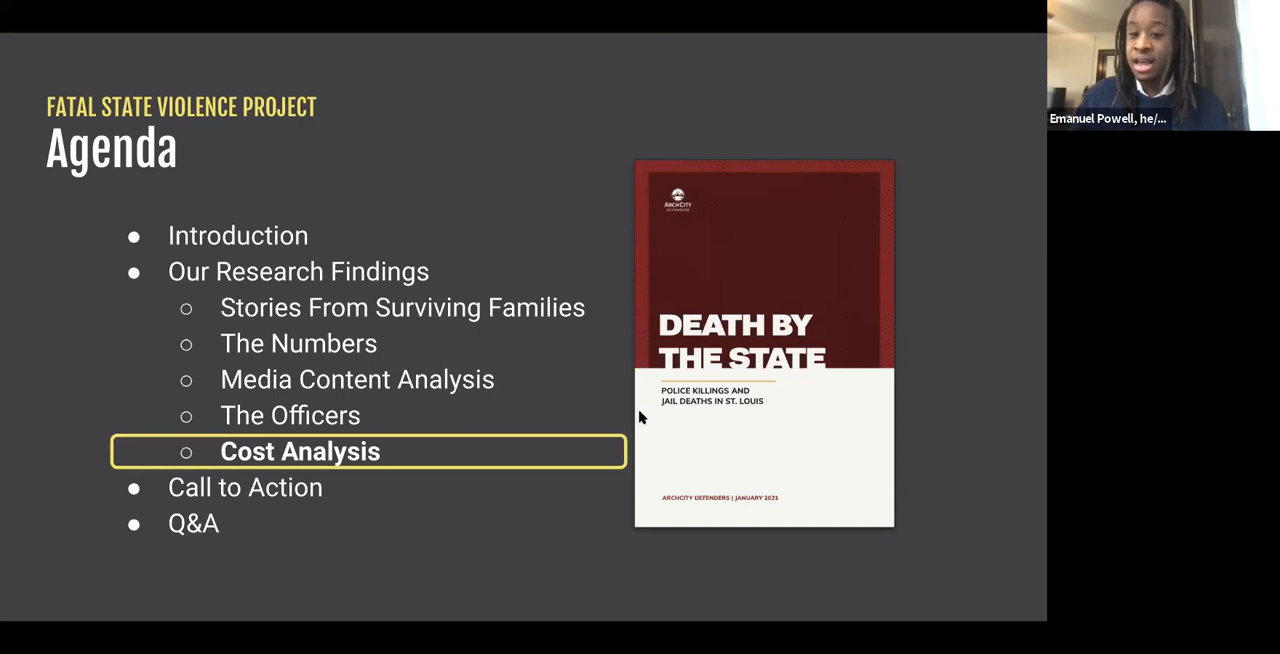 FATAL STATE VIOLENCE PROJECT
Agenda
● Introduction
● Our Research Findings
○ Stories From Surviving Families
○ The Numbers
○ Media Content Analysis
○ The Officers
○ Cost Analysis
● Call to Action
● Q&A
ARCHCITY
DEFENDERS
DEATH BY
THE STATE
POLICE KILLINGS AND
JAIL DEATHS IN ST. LOUIS
ARCHCITY DEFENDERS | JANUARY 2021
Emanuel Powell, he/...